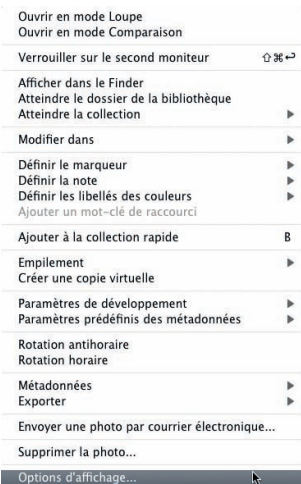 Ouvrir en mode Loupe
Ouvrir en mode Comparaison
Verrouiller sur le second moniteur ⇧⌘↩
Afficher dans le Finder
Atteindre le dossier de la bibliothèque
Atteindre la collection
Modifier dans
Définir le marqueur
Définir la note
Définir les libellés des couleurs
Ajouter un mot-clé de raccourci
Ajouter à la collection rapide B
Empilement
Créer une copie virtuelle
Paramètres de développement
Paramètres prédéfinis des métadonnées
Rotation antihoraire
Rotation horaire
Métadonnées
Exporter
Envoyer une photo par courrier électronique...
Supprimer la photo...
Options d'affichage...